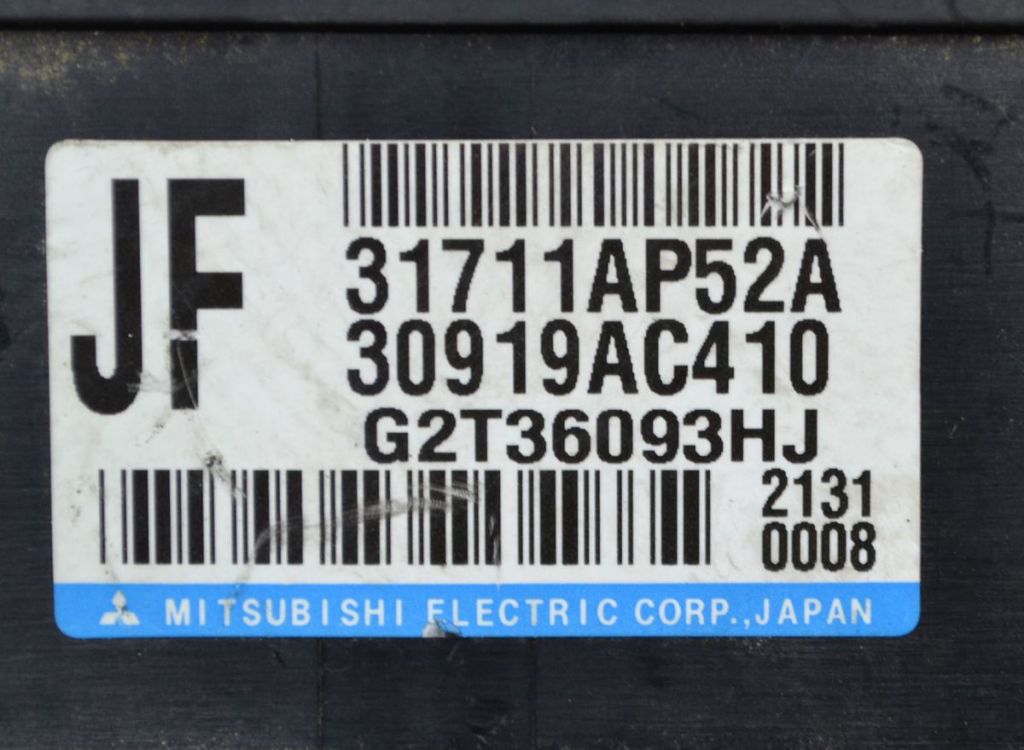 JF
31711AP52A
30919AC410
G2T36093HJ
2131
0008
MITSUBISHI ELECTRIC CORP.,JAPAN